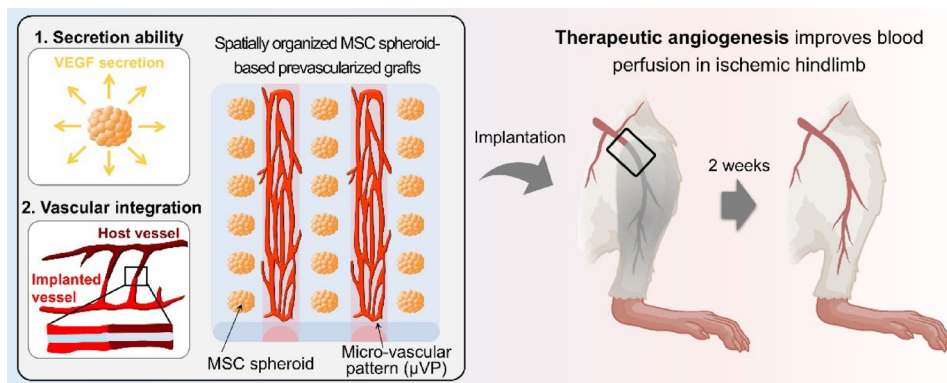 1. Secretion ability
VEGF secretion
2. Vascular integration
Host vessel
Implanted
vessel
Spatially organized MSC spheroid-
based prevascularized grafts
MSC spheroid
Micro-vascular
pattern (µVP)
Implantation
Therapeutic angiogenesis improves blood
perfusion in ischemic hindlimb
2 weeks